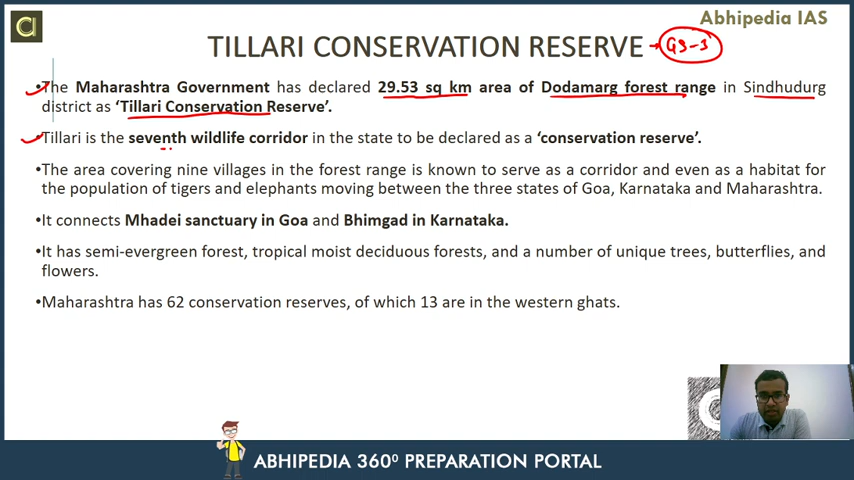 Abhipedia IAS
TILLARI CONSERVATION RESERVE → GS-3
•The Maharashtra Government has declared 29.53 sq km area of Dodamarg forest range in Sindhudurg
district as ‘Tillari Conservation Reserve’.
•Tillari is the seventh wildlife corridor in the state to be declared as a ‘conservation reserve’.
•The area covering nine villages in the forest range is known to serve as a corridor and even as a habitat for
the population of tigers and elephants moving between the three states of Goa, Karnataka and Maharashtra.
•It connects Mhadei sanctuary in Goa and Bhimgad in Karnataka.
•It has semi-evergreen forest, tropical moist deciduous forests, and a number of unique trees, butterflies, and
flowers.
•Maharashtra has 62 conservation reserves, of which 13 are in the western ghats.
ABHIPEDIA 360⁰ PREPARATION PORTAL